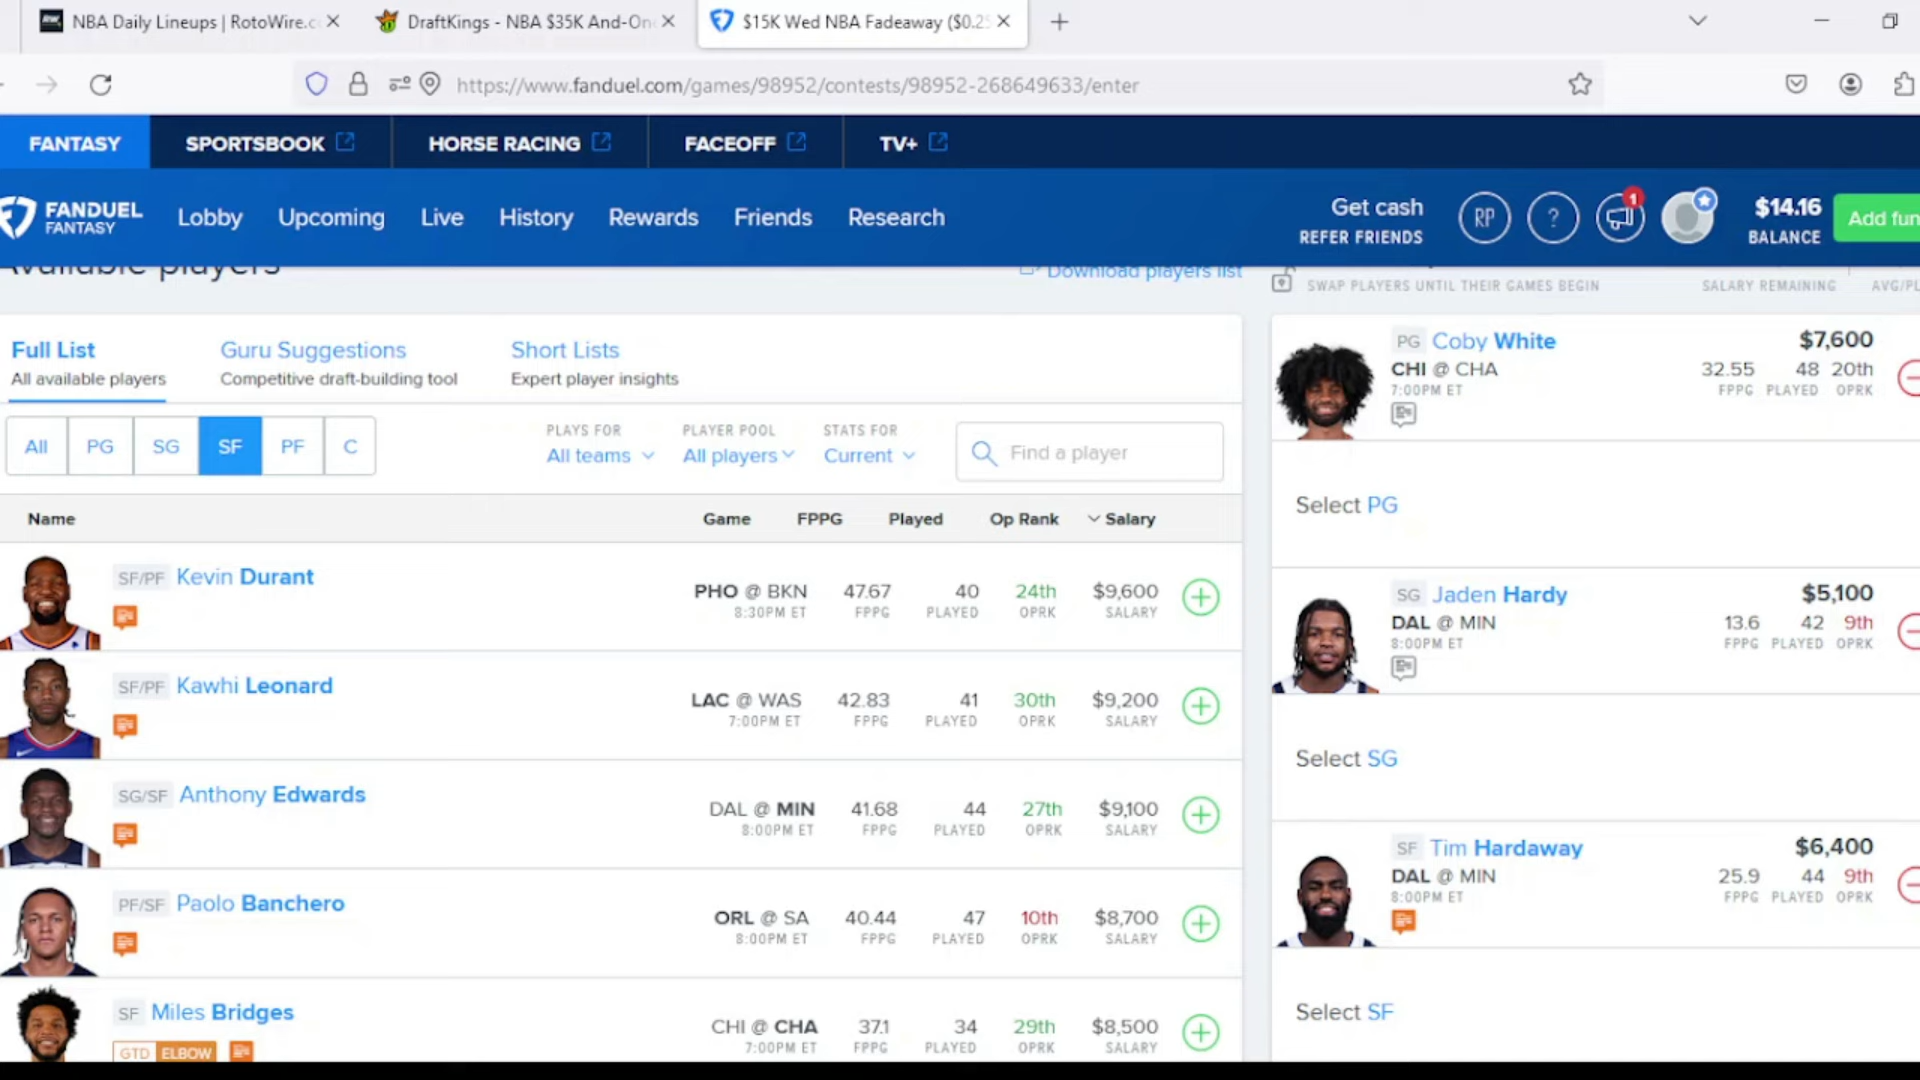 NBA Daily Lineups | RotoWire.c
DraftKings - NBA $35K And-On
$15K Wed NBA Fadeaway ($0.25
https://www.fanduel.com/games/98952/contests/98952-268649633/enter
FANTASY
SPORTSBOOK
HORSE RACING
FACEOFF
TV+
FANDUEL
FANTASY
Lobby
Upcoming
Live
History
Rewards
Friends
Research
Get cash
REFER FRIENDS
RP
?
1
$14.16
BALANCE
Add fun
Available players
Download players list
SWAP PLAYERS UNTIL THEIR GAMES BEGIN
SALARY REMAINING
AVG/PL
Full List
All available players
Guru Suggestions
Competitive draft-building tool
Short Lists
Expert player insights
All
PG
SG
SF
PF
C
PLAYS FOR
All teams
PLAYER POOL
All players
STATS FOR
Current
Find a player
Name
Game
FPPG
Played
Op Rank
Salary
SF/PF Kevin Durant
PHO @ BKN 47.67 40 24th $9,600
8:30PM ET FPPG PLAYED OPRK SALARY
SF/PF Kawhi Leonard
LAC @ WAS 42.83 41 30th $9,200
7:00PM ET FPPG PLAYED OPRK SALARY
SG/SF Anthony Edwards
DAL @ MIN 41.68 44 27th $9,100
8:00PM ET FPPG PLAYED OPRK SALARY
PF/SF Paolo Banchero
ORL @ SA 40.44 47 10th $8,700
8:00PM ET FPPG PLAYED OPRK SALARY
SF Miles Bridges
GTD ELBOW
CHI @ CHA 37.1 34 29th $8,500
7:00PM ET FPPG PLAYED OPRK SALARY
PG Coby White $7,600
CHI @ CHA 32.55 48 20th
7:00PM ET FPPG PLAYED OPRK
Select PG
SG Jaden Hardy $5,100
DAL @ MIN 13.6 42 9th
8:00PM ET FPPG PLAYED OPRK
Select SG
SF Tim Hardaway $6,400
DAL @ MIN 25.9 44 9th
8:00PM ET FPPG PLAYED OPRK
Select SF